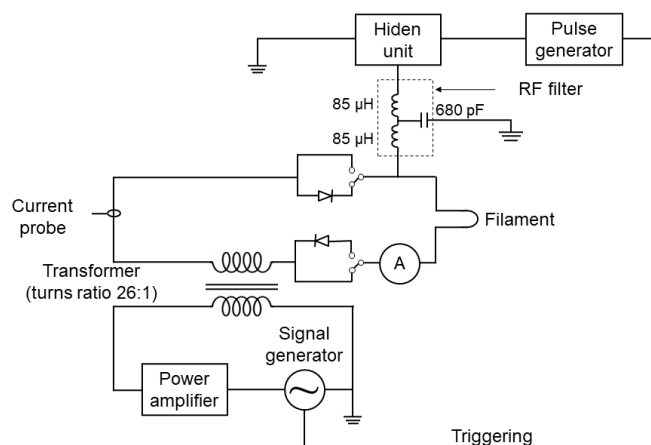 Hiden
unit
Pulse
generator
RF filter
85 μH
680 pF
85 μH
Current
probe
Filament
A
Transformer
(turns ratio 26:1)
Signal
generator
Power
amplifier
Triggering